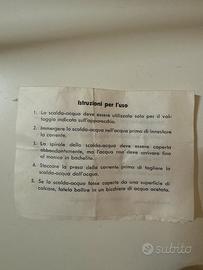 Istruzioni per l'uso
1. Lo scalda-acqua deve essere utilizzato solo per il vol-
taggio indicato sull'apparecchio.
2. Immergere lo scalda-acqua nell'acqua prima di innestare
la corrente.
3. La spirale dello scalda-acqua deve essere coperta
abbondantemente, ma l'acqua non deve arrivare fino
al manico in bachelite.
4. Staccare la presa della corrente prima di togliere lo
scalda-acqua dall'acqua.
5. Se lo scalda-acqua fosse coperto da una superficie di
calcare, fatela bollire in un bicchiere di acqua acetata.
subito